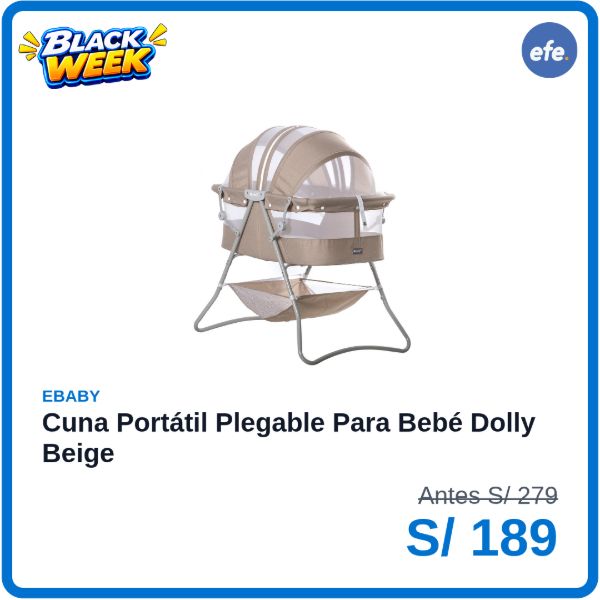 BLACK
WEEK
efe.
EBABY
Cuna Portátil Plegable Para Bebé Dolly
Beige
Antes S/ 279
S/ 189